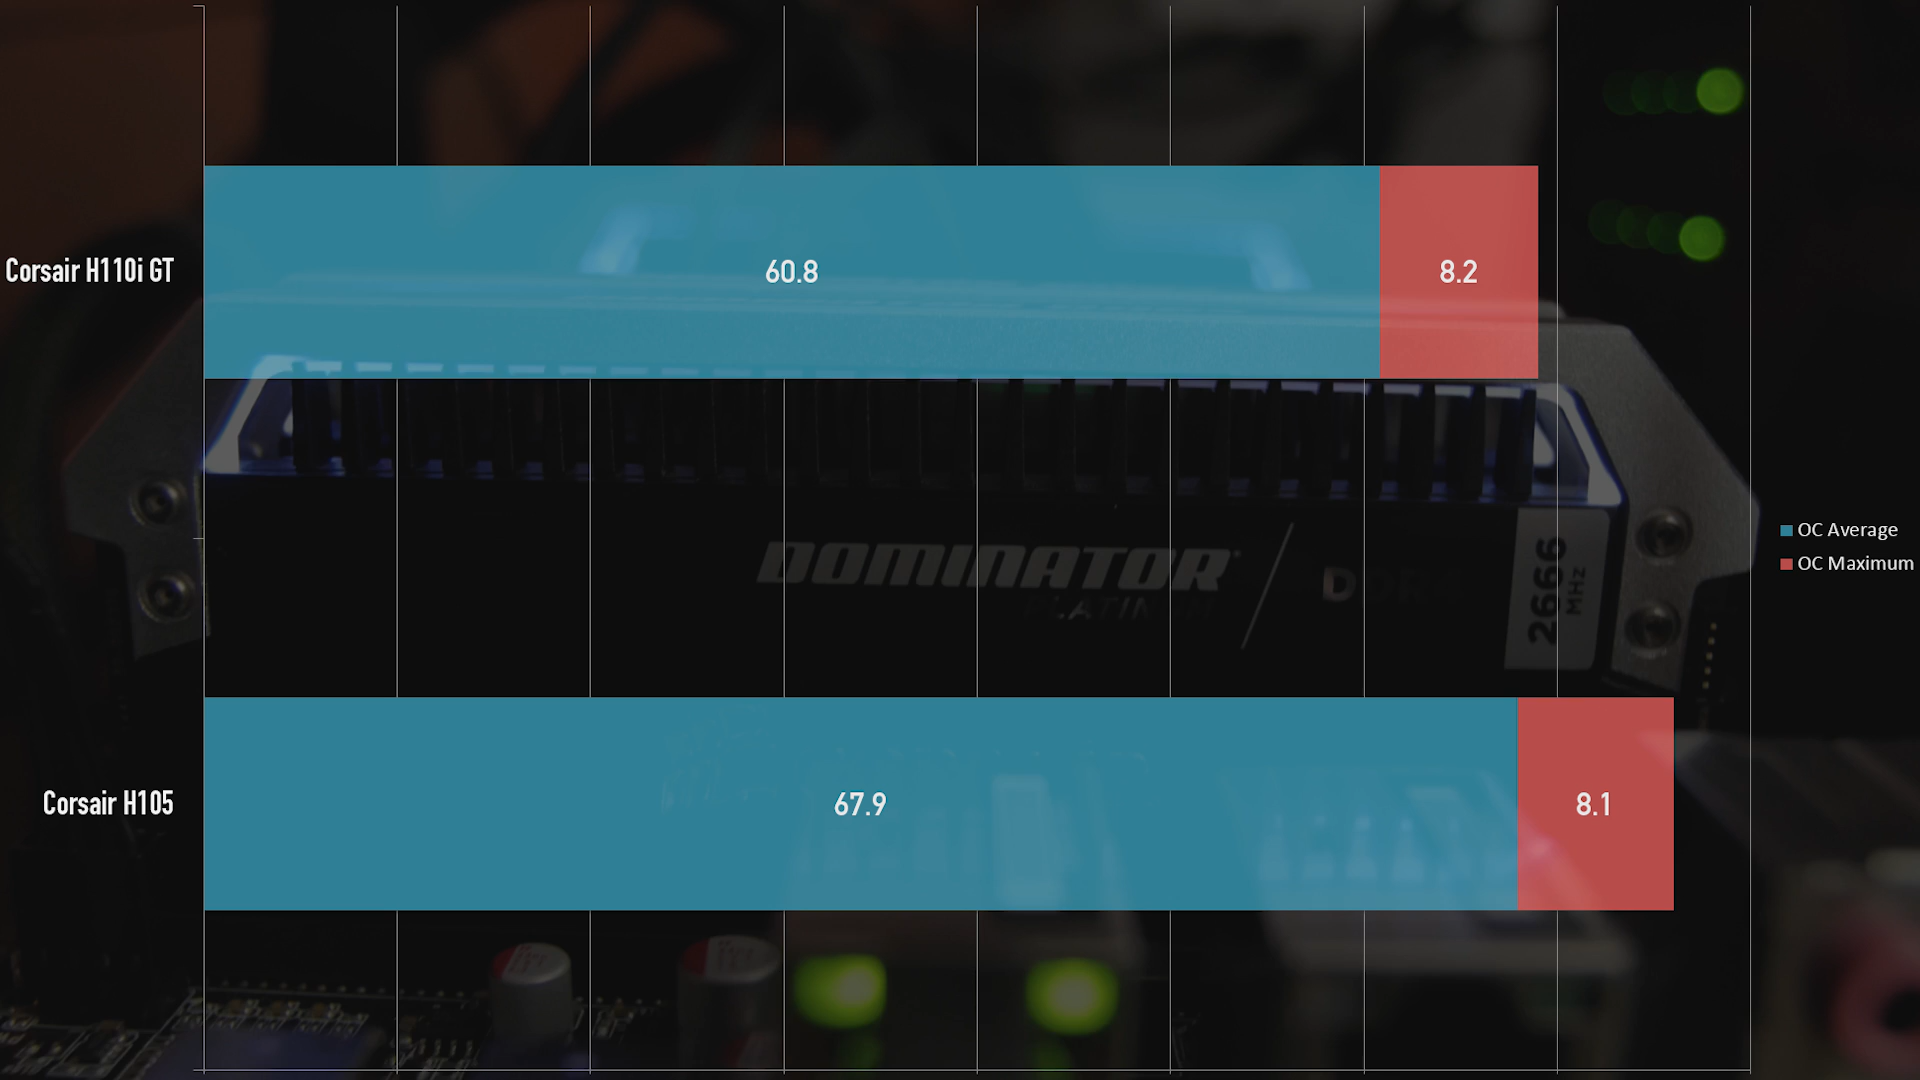 Corsair H110i GT
60.8
8.2
DOMINATOR
PLATINUM
2666
MHz
OC Average
OC Maximum
Corsair H105
67.9
8.1